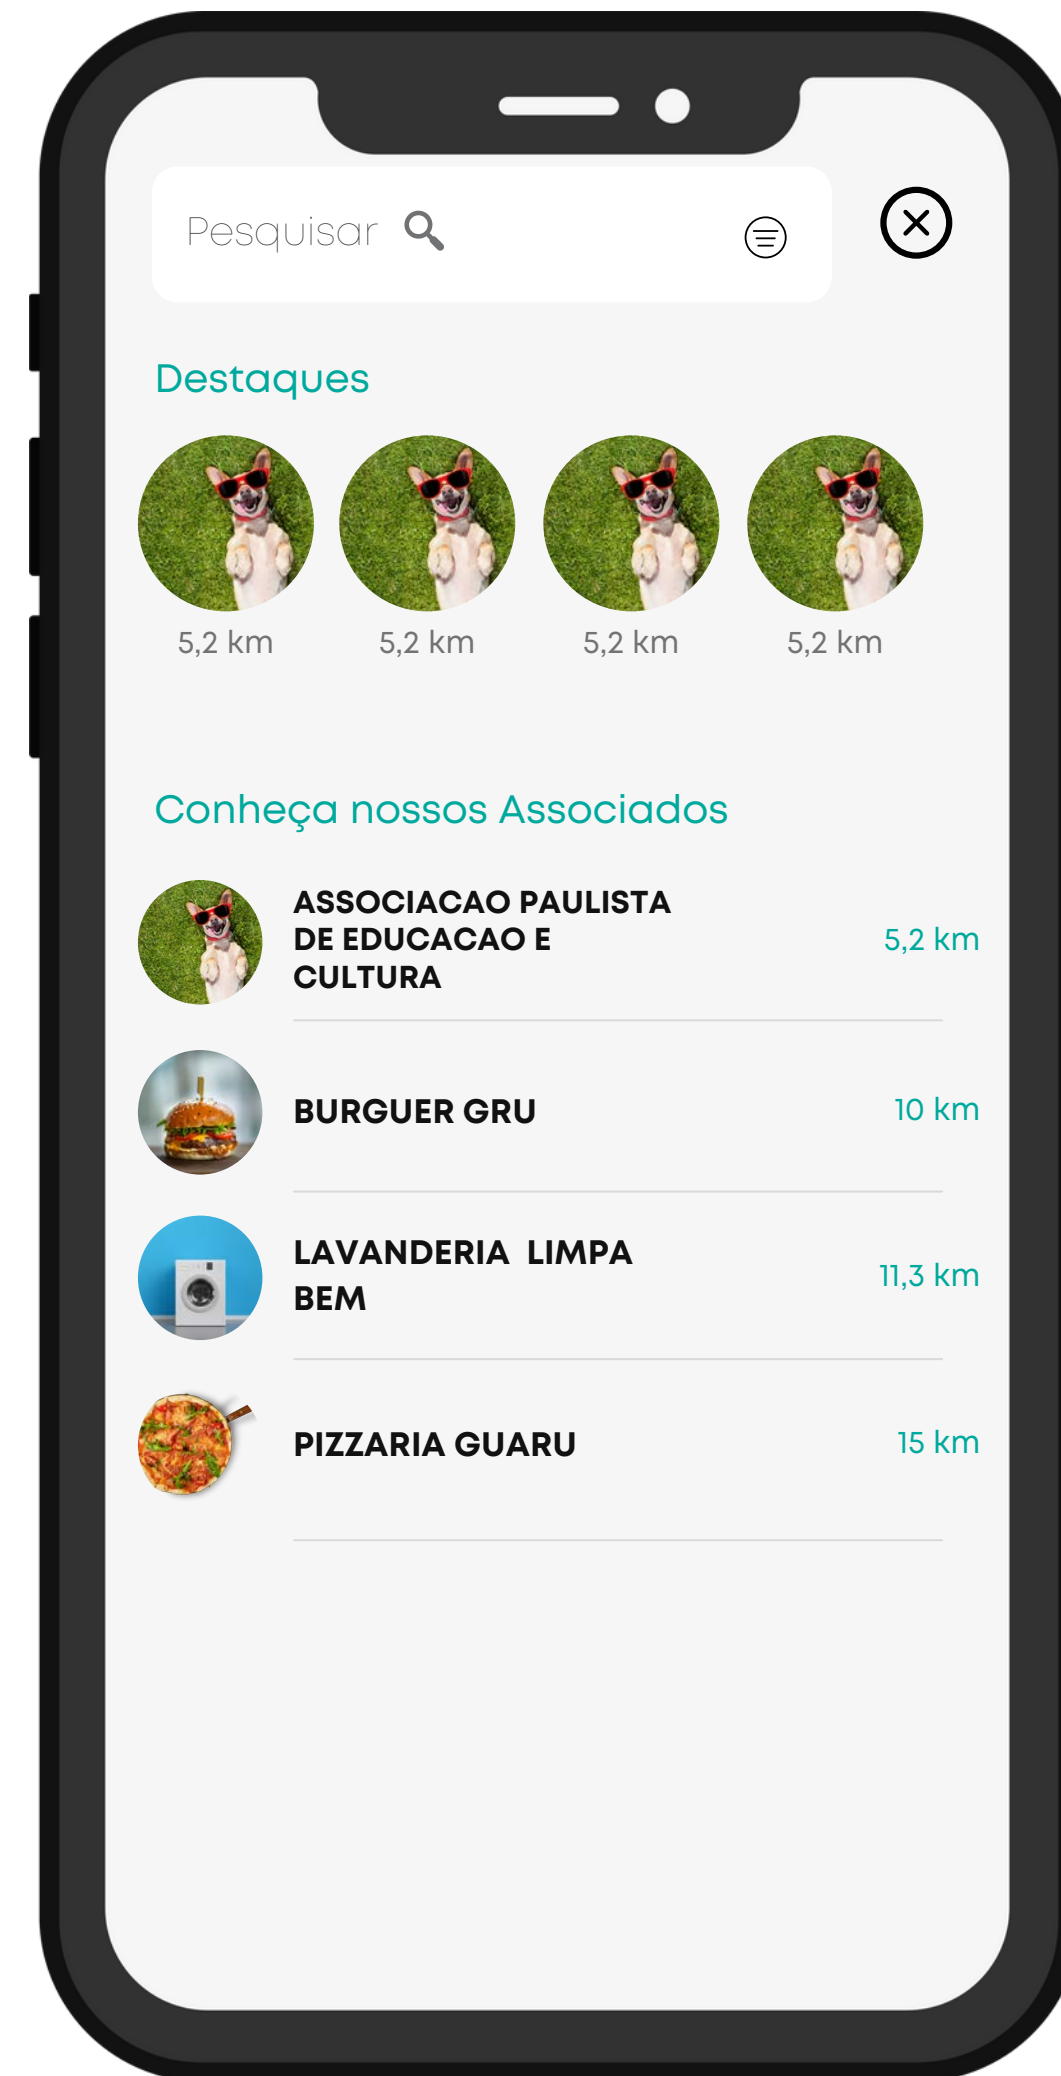 Pesquisar
Destaques
5,2 km 5,2 km 5,2 km 5,2 km
Conheça nossos Associados
ASSOCIACAO PAULISTA
DE EDUCACAO E
CULTURA
5,2 km
BURGUER GRU
10 km
LAVANDERIA LIMPA
BEM
11,3 km
PIZZARIA GUARU
15 km